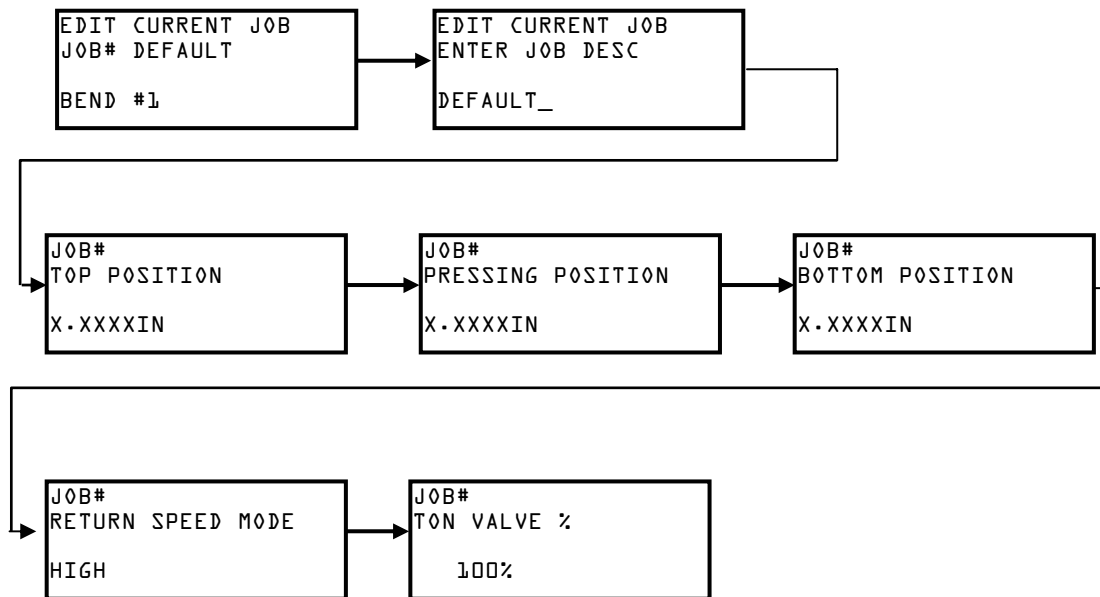 EDIT CURRENT JOB
JOB# DEFAULT
BEND #1
EDIT CURRENT JOB
ENTER JOB DESC
DEFAULT_
JOB#
TOP POSITION
X.XXXXIN
JOB#
PRESSING POSITION
X.XXXXIN
JOB#
BOTTOM POSITION
X.XXXXIN
JOB#
RETURN SPEED MODE
HIGH
JOB#
TON VALVE %
100%